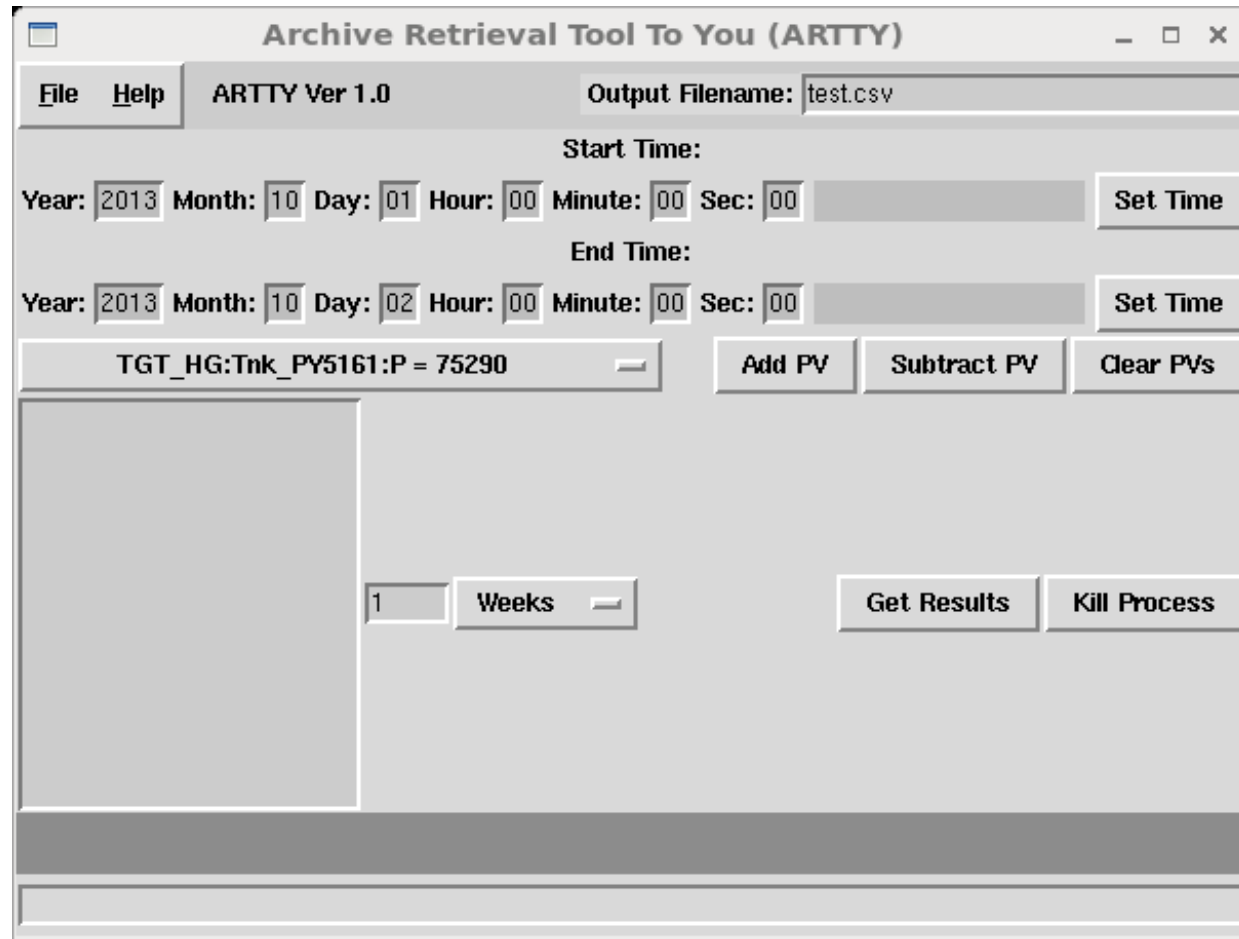 Archive Retrieval Tool To You (ARTTY)
File Help ARTTY Ver 1.0 Output Filename: test.csv
Start Time:
Year: 2013 Month: 10 Day: 01 Hour: 00 Minute: 00 Sec: 00 Set Time
End Time:
Year: 2013 Month: 10 Day: 02 Hour: 00 Minute: 00 Sec: 00 Set Time
TGT_HG:Tnk_PY5161:P = 75290 Add PV Subtract PV Clear PVs
1 Weeks Get Results Kill Process